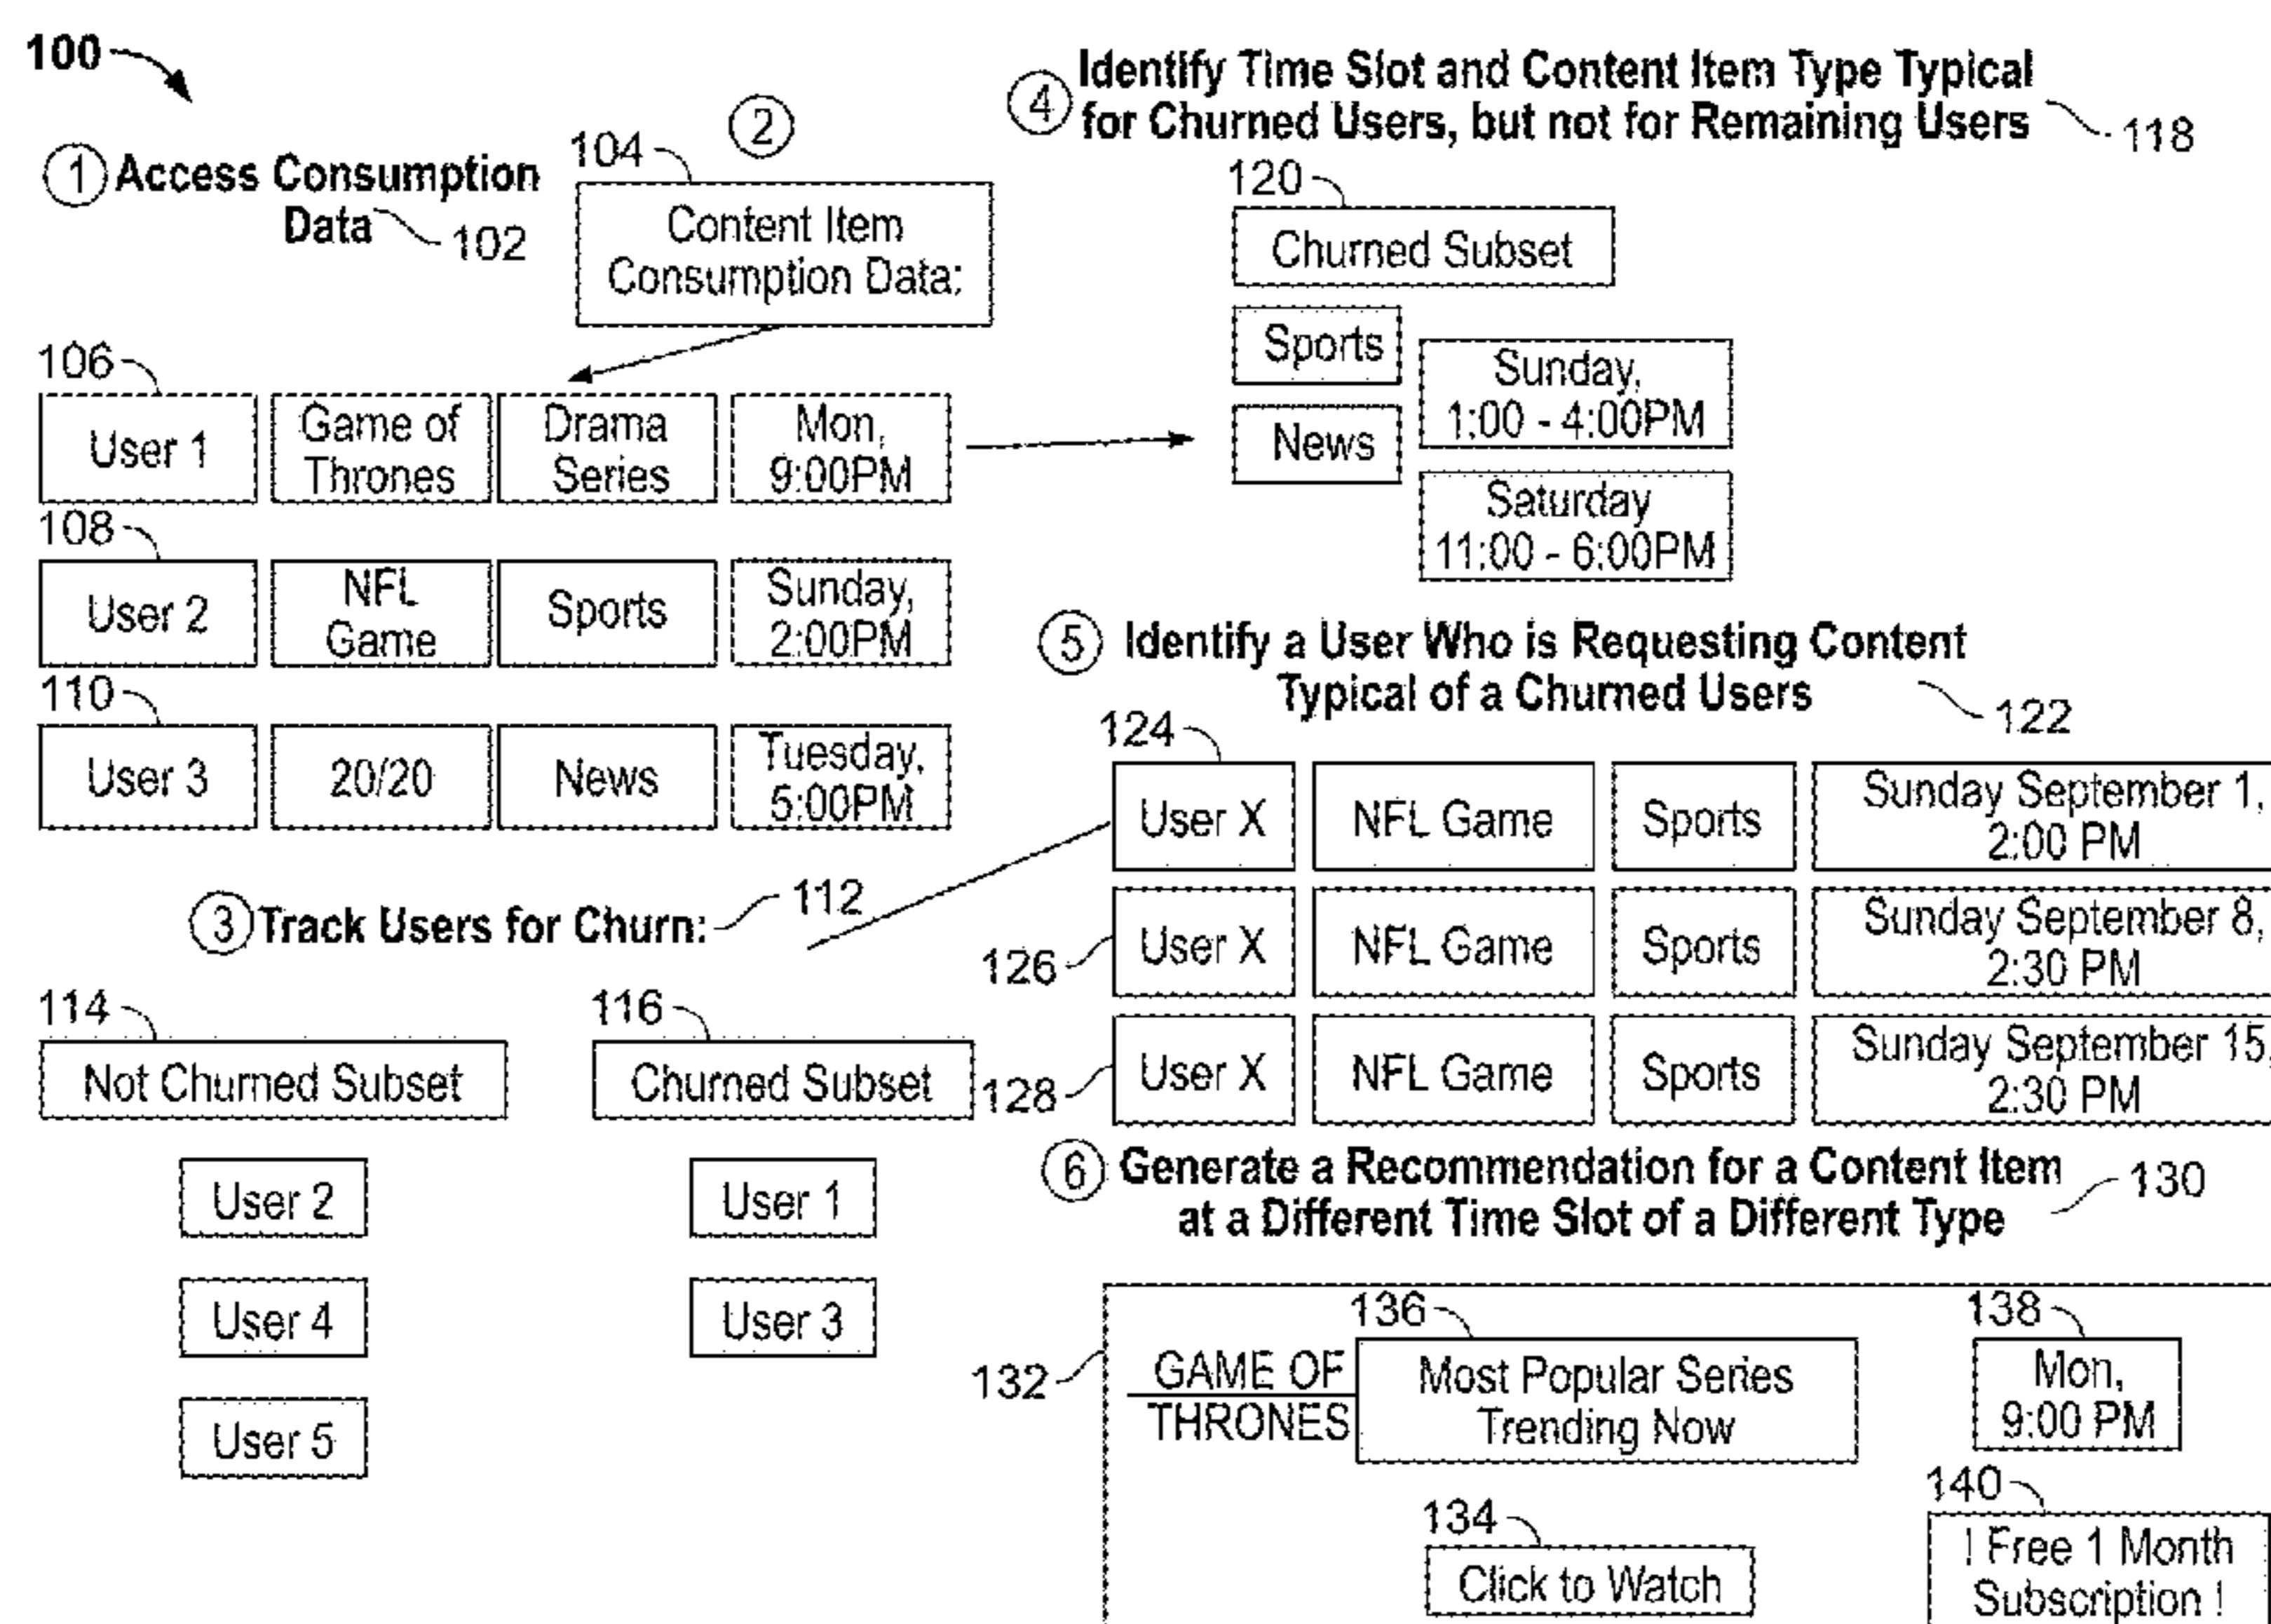 100
1 Access Consumption
Data 102
2
104
Content Item
Consumption Data:
106
User 1
Game of
Thrones
Drama
Series
Mon,
9:00PM
108
User 2
NFL
Game
Sports
Sunday,
2:00PM
110
User 3
20/20
News
Tuesday,
5:00PM
3 Track Users for Churn: 112
114
Not Churned Subset
User 2
User 4
User 5
116
Churned Subset
User 1
User 3
4 Identify Time Slot and Content Item Type Typical
for Churned Users, but not for Remaining Users
118
120
Churned Subset
Sports
News
Sunday,
1:00 - 4:00PM
Saturday
11:00 - 6:00PM
5 Identify a User Who is Requesting Content
Typical of a Churned Users
122
124
User X
NFL Game
Sports
Sunday September 1,
2:00 PM
126
User X
NFL Game
Sports
Sunday September 8,
2:30 PM
128
User X
NFL Game
Sports
Sunday September 15,
2:30 PM
6 Generate a Recommendation for a Content Item
at a Different Time Slot of a Different Type
130
132
GAME OF
THRONES
136
Most Popular Series
Trending Now
138
Mon,
9:00 PM
134
Click to Watch
140
! Free 1 Month
Subscription !